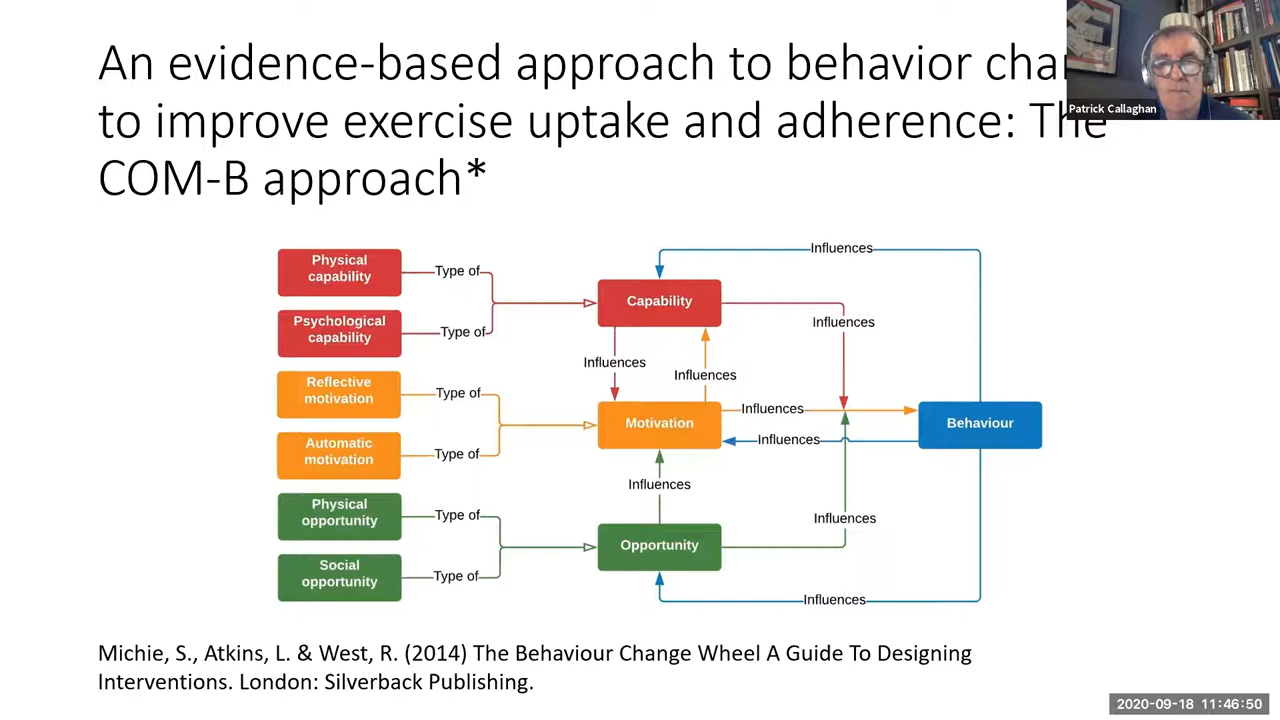 An evidence-based approach to behavior cha
to improve exercise uptake and adherence: The
COM-B approach*
Patrick Callaghan
Influences
Physical
capability
Type of
Capability
Influences
Psychological
capability
Type of
Influences
Influences
Reflective
motivation
Type of
Influences
Motivation
Behaviour
Influences
Automatic
motivation
Type of
Influences
Physical
opportunity
Type of
Influences
Opportunity
Social
opportunity
Type of
Influences
Michie, S., Atkins, L. & West, R. (2014) The Behaviour Change Wheel A Guide To Designing
Interventions. London: Silverback Publishing.
2020-09-18 11:46:50